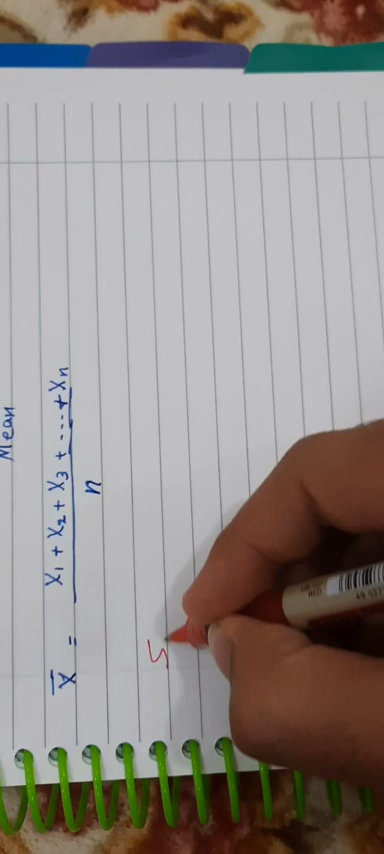 Mean
X̄ = X₁ + X₂ + X₃ + ... + Xₙ
n